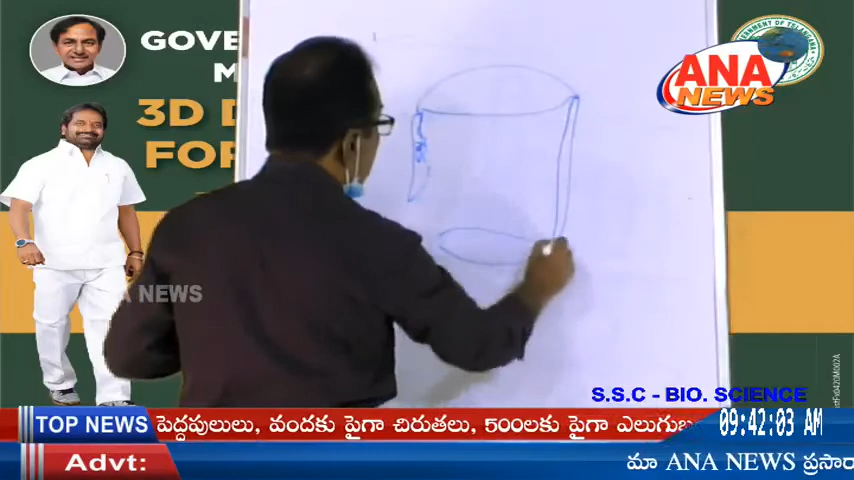 GOVE
M
3D D
FOR
ANA
NEWS
A NEWS
S.S.C - BIO. SCIENCE
TOP NEWS
పెద్దపులులు, వందకు పైగా చిరుతలు, 500లకు పైగా ఎలుగుబ
09:42:03 AM
Advt:
మా ANA NEWS ప్రసారా